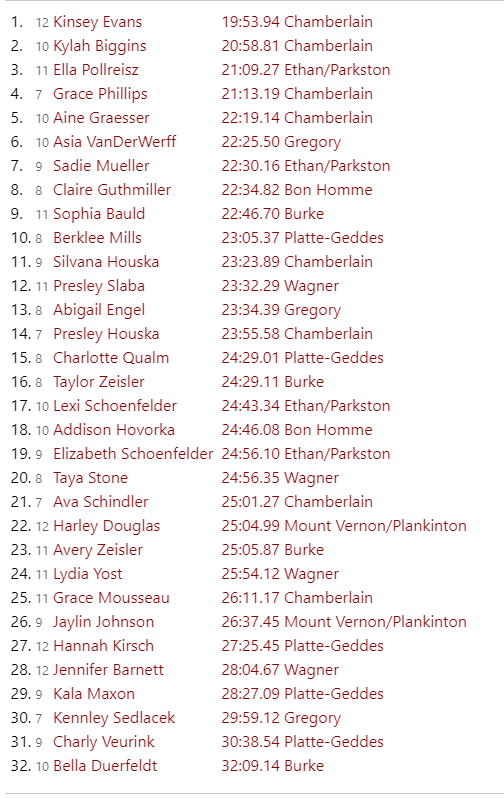 1. 12 Kinsey Evans 19:53.94 Chamberlain
2. 10 Kylah Biggins 20:58.81 Chamberlain
3. 11 Ella Pollreisz 21:09.27 Ethan/Parkston
4. 7 Grace Phillips 21:13.19 Chamberlain
5. 10 Aine Graesser 22:19.14 Chamberlain
6. 10 Asia VanDerWerff 22:25.50 Gregory
7. 9 Sadie Mueller 22:30.16 Ethan/Parkston
8. 8 Claire Guthmiller 22:34.82 Bon Homme
9. 11 Sophia Bauld 22:46.70 Burke
10. 8 Berklee Mills 23:05.37 Platte-Geddes
11. 9 Silvana Houska 23:23.89 Chamberlain
12. 11 Presley Slaba 23:32.29 Wagner
13. 8 Abigail Engel 23:34.39 Gregory
14. 7 Presley Houska 23:55.58 Chamberlain
15. 8 Charlotte Qualm 24:29.01 Platte-Geddes
16. 8 Taylor Zeisler 24:29.11 Burke
17. 10 Lexi Schoenfelder 24:43.34 Ethan/Parkston
18. 10 Addison Hovorka 24:46.08 Bon Homme
19. 9 Elizabeth Schoenfelder 24:56.10 Ethan/Parkston
20. 8 Taya Stone 24:56.35 Wagner
21. 7 Ava Schindler 25:01.27 Chamberlain
22. 12 Harley Douglas 25:04.99 Mount Vernon/Plankinton
23. 11 Avery Zeisler 25:05.87 Burke
24. 11 Lydia Yost 25:54.12 Wagner
25. 11 Grace Mousseau 26:11.17 Chamberlain
26. 9 Jaylin Johnson 26:37.45 Mount Vernon/Plankinton
27. 12 Hannah Kirsch 27:25.45 Platte-Geddes
28. 12 Jennifer Barnett 28:04.67 Wagner
29. 9 Kala Maxon 28:27.09 Platte-Geddes
30. 7 Kennley Sedlacek 29:59.12 Gregory
31. 9 Charly Veurink 30:38.54 Platte-Geddes
32. 10 Bella Duerfeldt 32:09.14 Burke